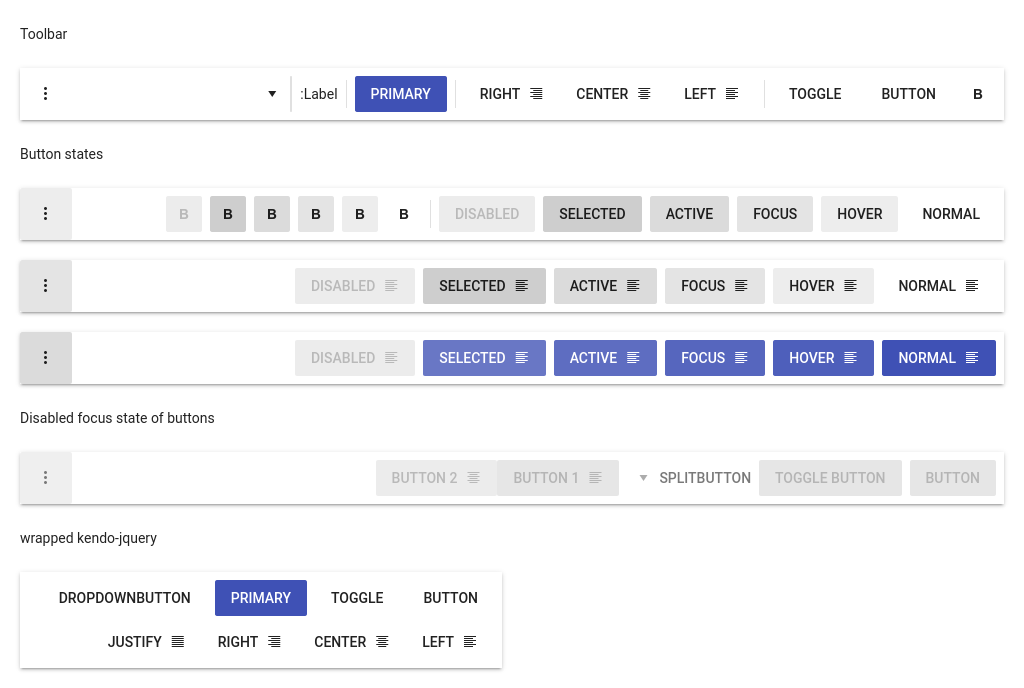 Toolbar
:Label PRIMARY RIGHT CENTER LEFT TOGGLE BUTTON B
Button states
B B B B B B DISABLED SELECTED ACTIVE FOCUS HOVER NORMAL
DISABLED SELECTED ACTIVE FOCUS HOVER NORMAL
DISABLED SELECTED ACTIVE FOCUS HOVER NORMAL
Disabled focus state of buttons
BUTTON 2 BUTTON 1 SPLITBUTTON TOGGLE BUTTON BUTTON
wrapped kendo-jquery
DROPDOWNBUTTON PRIMARY TOGGLE BUTTON
JUSTIFY RIGHT CENTER LEFT